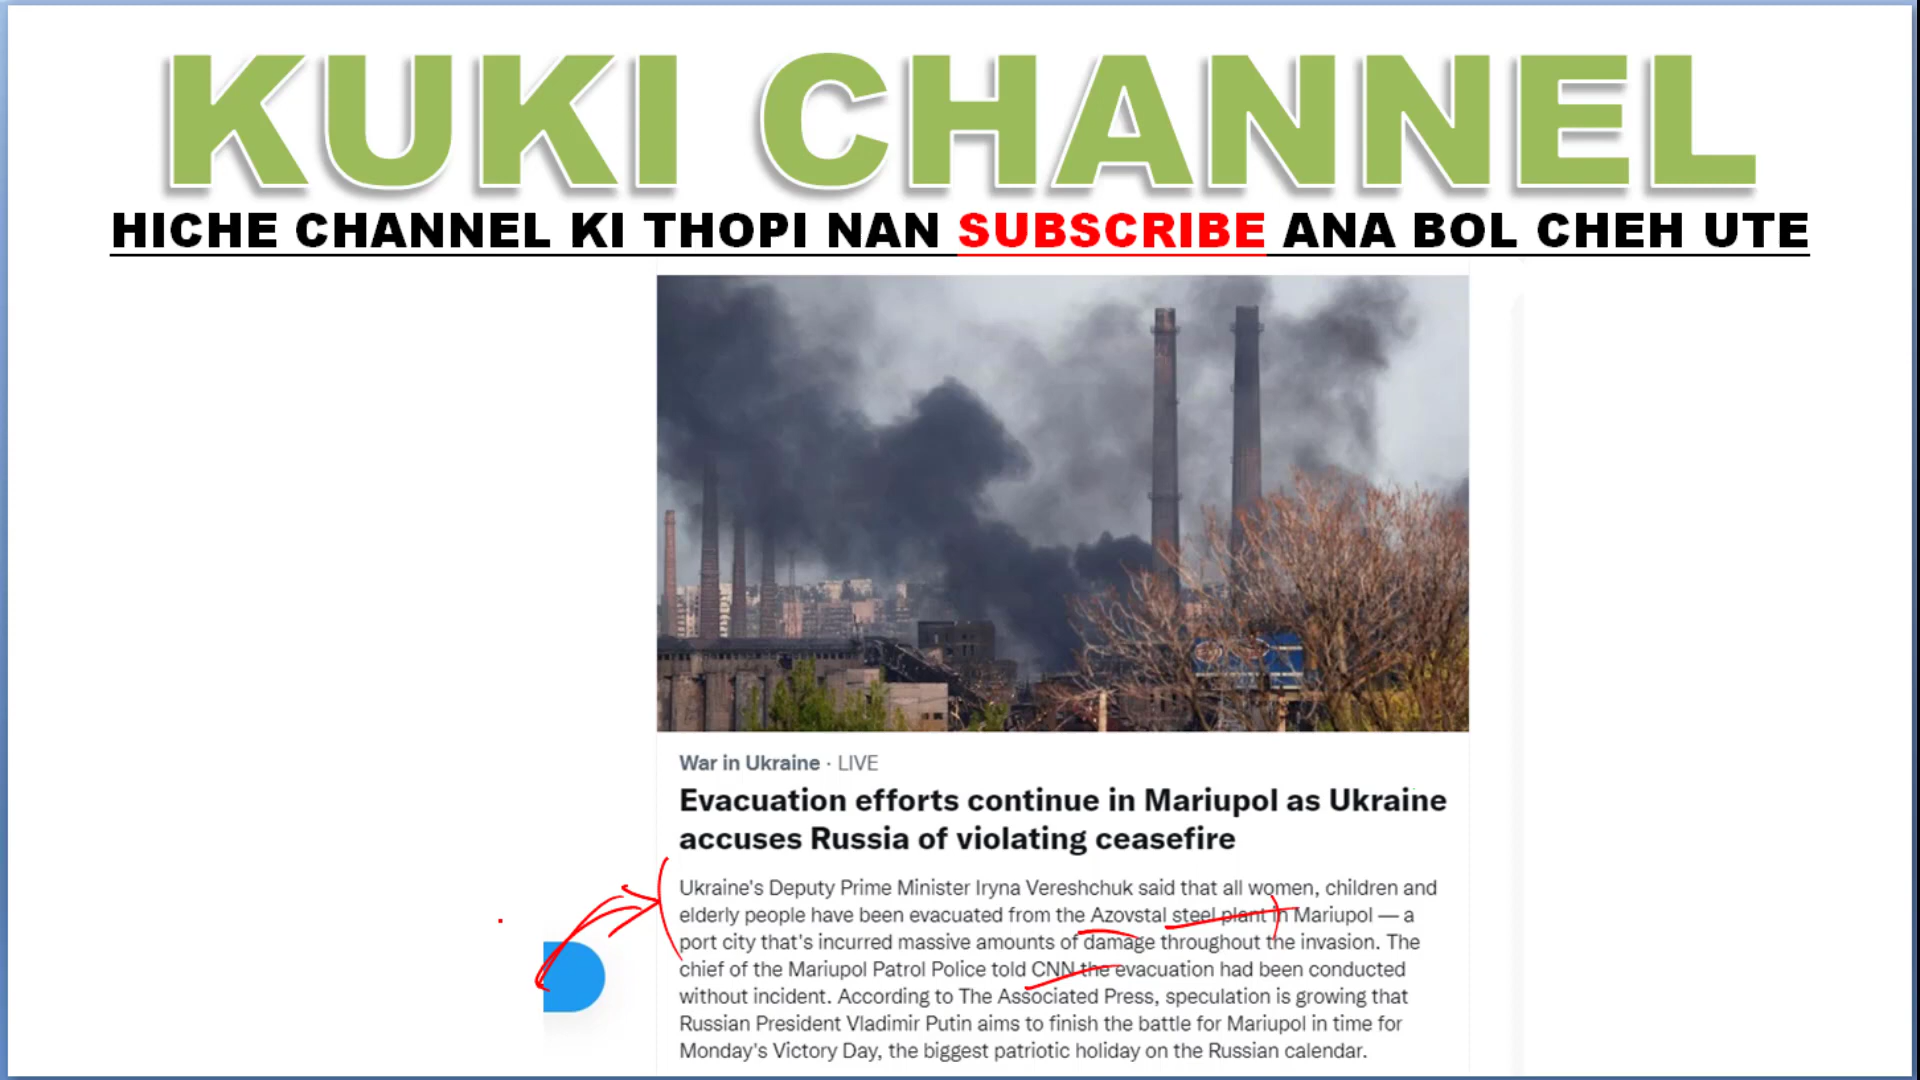 KUKI CHANNEL
HICHE CHANNEL KI THOPI NAN SUBSCRIBE ANA BOL CHEH UTE
War in Ukraine · LIVE
Evacuation efforts continue in Mariupol as Ukraine
accuses Russia of violating ceasefire
Ukraine's Deputy Prime Minister Iryna Vereshchuk said that all women, children and
elderly people have been evacuated from the Azovstal steel plant in Mariupol — a
port city that's incurred massive amounts of damage throughout the invasion. The
chief of the Mariupol Patrol Police told CNN the evacuation had been conducted
without incident. According to The Associated Press, speculation is growing that
Russian President Vladimir Putin aims to finish the battle for Mariupol in time for
Monday's Victory Day, the biggest patriotic holiday on the Russian calendar.